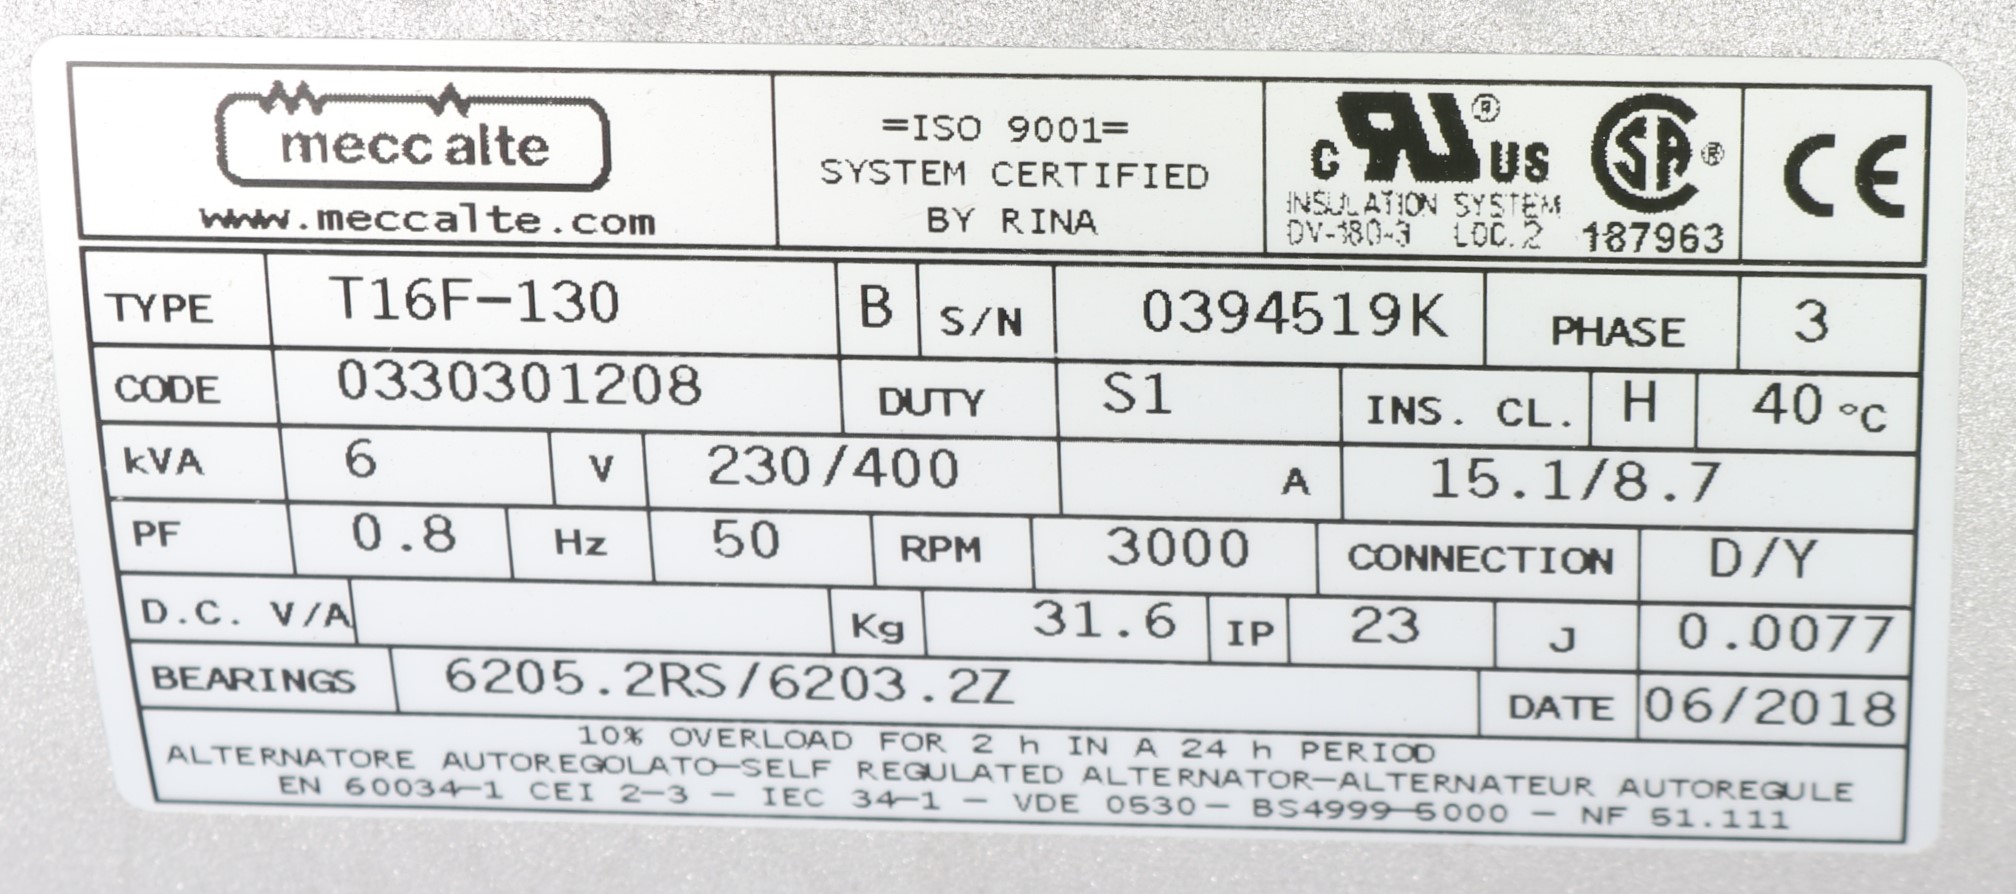 mecc alte
www.meccalte.com
=ISO 9001=
SYSTEM CERTIFIED
BY RINA
c RU ® US
INSULATION SYSTEM
LOC.2
SA ®
187963
CE
TYPE T16F-130 B S/N 0394519K PHASE 3
CODE 0330301208 DUTY S1 INS. CL. H 40 °C
kVA 6 V 230/400 A 15.1/8.7
PF 0.8 Hz 50 RPM 3000 CONNECTION D/Y
D.C. V/A Kg 31.6 IP 23 J 0.0077
BEARINGS 6205.2RS/6203.2Z DATE 06/2018
10% OVERLOAD FOR 2 h IN A 24 h PERIOD
ALTERNATORE AUTOREGOLATO-SELF REGULATED ALTERNATOR-ALTERNATEUR AUTOREGULE
EN 60034-1 CEI 2-3 - IEC 34-1 - VDE 0530 - BS4999-5000 - NF 51.111